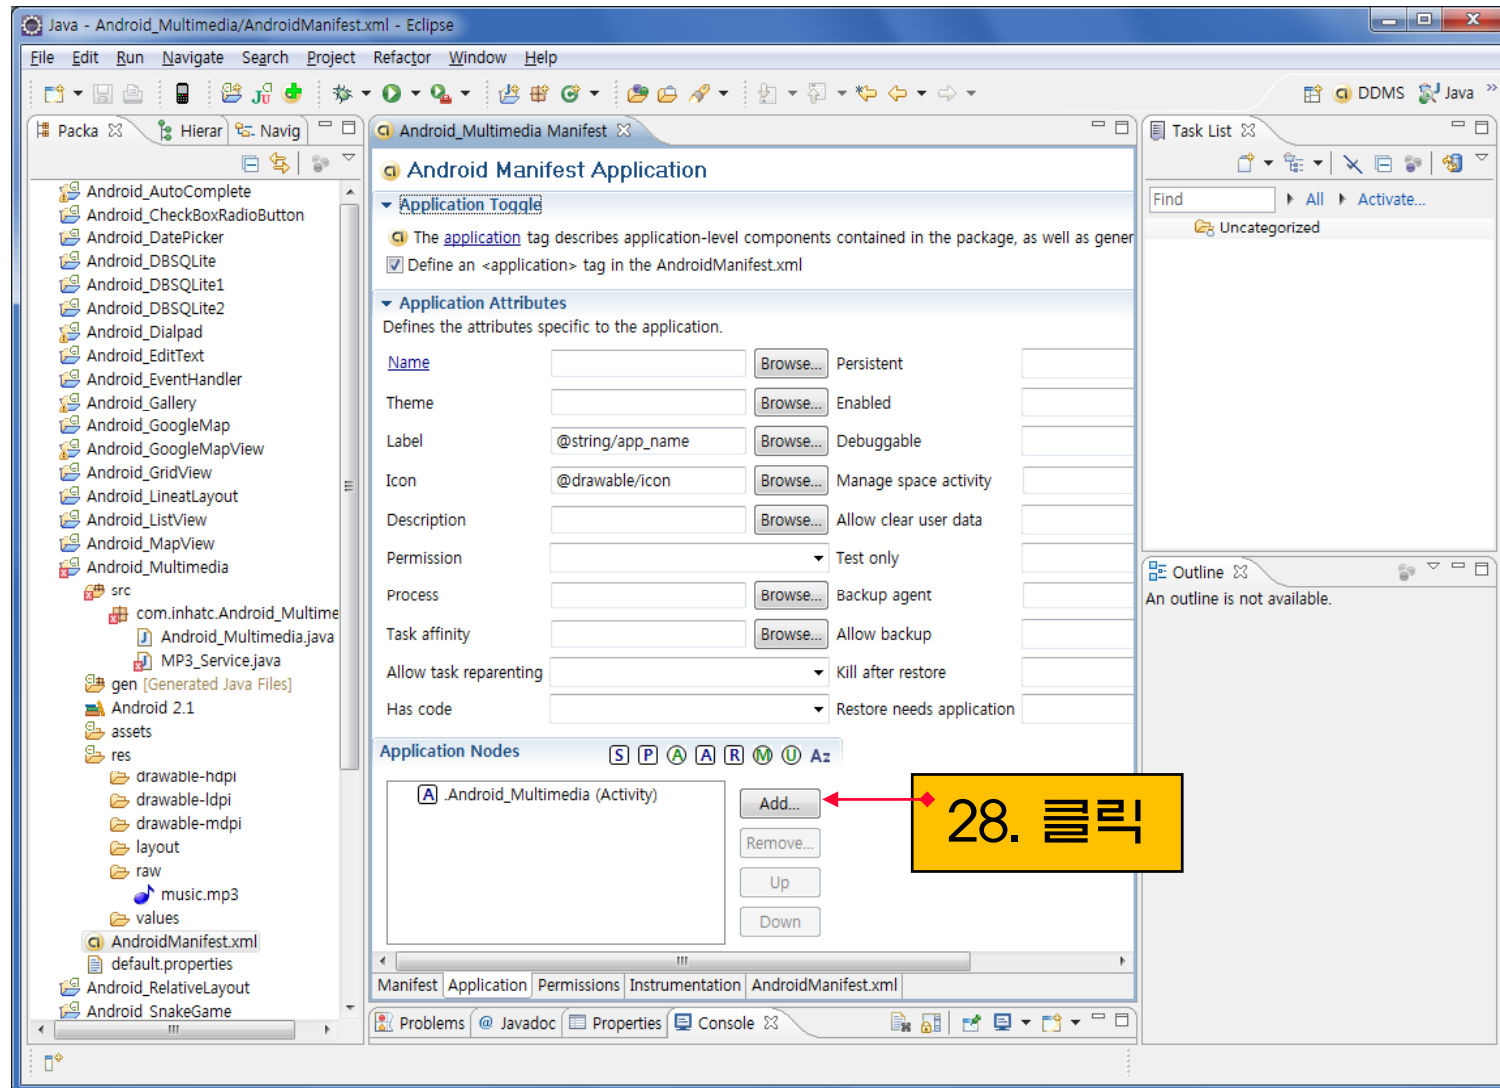 Java - Android_Multimedia/AndroidManifest.xml - Eclipse
File Edit Run Navigate Search Project Refactor Window Help
DDMS Java »
Packa Hierar Navig
Android_AutoComplete
Android_CheckBoxRadioButton
Android_DatePicker
Android_DBSQLite
Android_DBSQLite1
Android_DBSQLite2
Android_Dialpad
Android_EditText
Android_EventHandler
Android_Gallery
Android_GoogleMap
Android_GoogleMapView
Android_GridView
Android_LineatLayout
Android_ListView
Android_MapView
Android_Multimedia
src
com.inhatc.Android_Multime
Android_Multimedia.java
MP3_Service.java
gen [Generated Java Files]
Android 2.1
assets
res
drawable-hdpi
drawable-ldpi
drawable-mdpi
layout
raw
music.mp3
values
AndroidManifest.xml
default.properties
Android_RelativeLayout
Android_SnakeGame
Android_Multimedia Manifest
Android Manifest Application
Application Toggle
The application tag describes application-level components contained in the package, as well as gener
Define an <application> tag in the AndroidManifest.xml
Application Attributes
Defines the attributes specific to the application.
Name Browse... Persistent
Theme Browse... Enabled
Label @string/app_name Browse... Debuggable
Icon @drawable/icon Browse... Manage space activity
Description Browse... Allow clear user data
Permission Test only
Process Browse... Backup agent
Task affinity Browse... Allow backup
Allow task reparenting Kill after restore
Has code Restore needs application
Application Nodes S P A A R M U Az
A .Android_Multimedia (Activity)
Add...
Remove...
Up
Down
28. 클릭
Manifest Application Permissions Instrumentation AndroidManifest.xml
Problems @ Javadoc Properties Console
Task List
Find All Activate...
Uncategorized
Outline
An outline is not available.